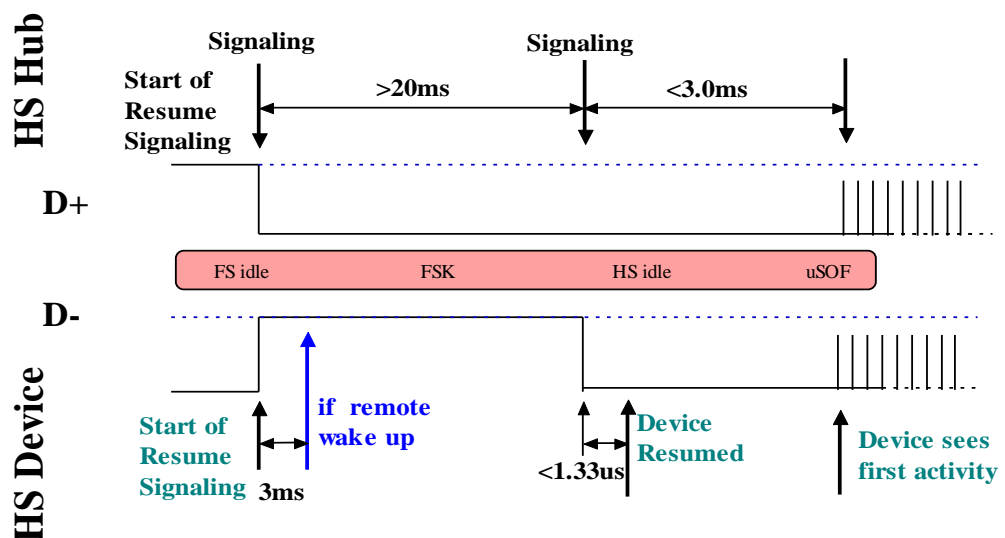 HS Hub
Signaling
Signaling
Start of
Resume
Signaling
>20ms
<3.0ms
D+
FS idle
FSK
HS idle
uSOF
D-
HS Device
Start of
Resume
Signaling
3ms
if remote
wake up
<1.33us
Device
Resumed
Device sees
first activity